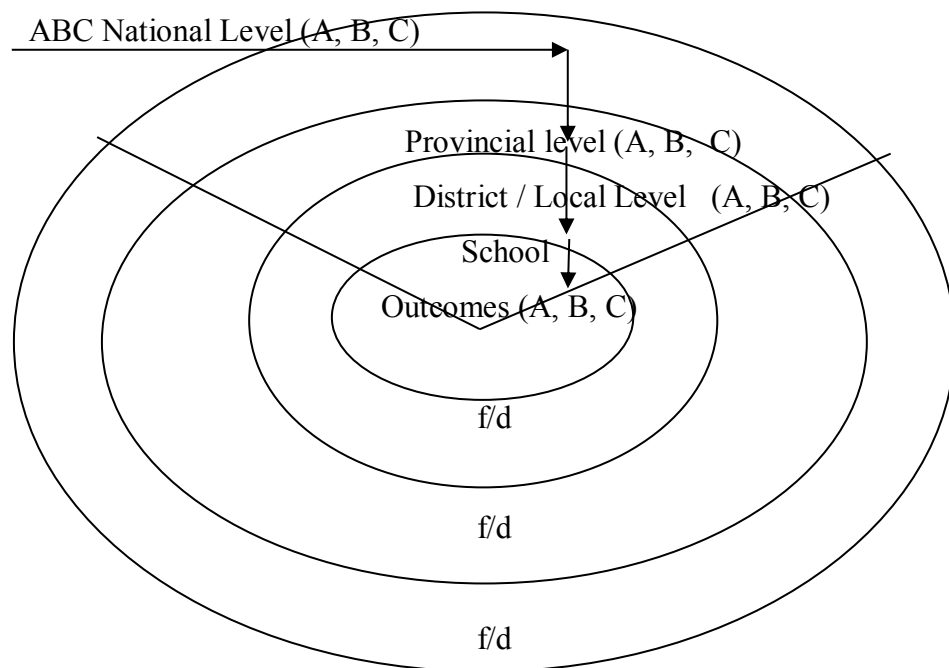 ABC National Level (A, B, C)
Provincial level (A, B, C)
District / Local Level (A, B, C)
School
Outcomes (A, B, C)
f/d
f/d
f/d